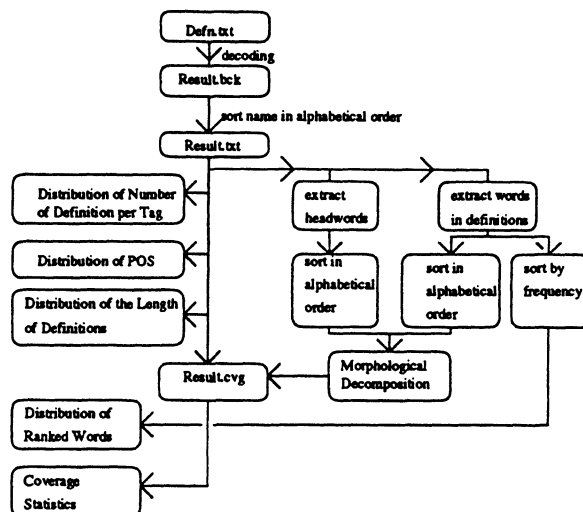 Defn.txt
decoding
Result.bck
sort name in alphabetical order
Result.txt
Distribution of Number
of Definition per Tag
extract
headwords
extract words
in definitions
Distribution of POS
sort in
alphabetical
order
sort in
alphabetical
order
sort by
frequency
Distribution of the Length
of Definitions
Result.cvg
Morphological
Decomposition
Distribution of
Ranked Words
Coverage
Statistics